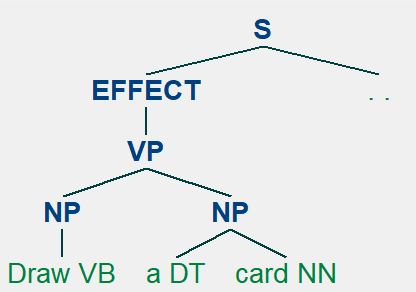 S
EFFECT
. .
VP
NP NP
Draw VB a DT card NN